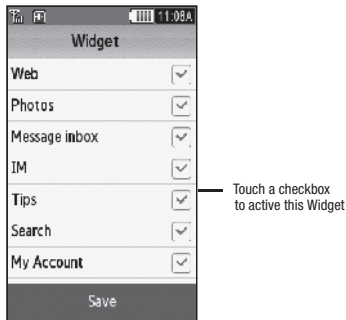 11:08A
Widget
Web
Photos
Message inbox
IM
Tips
Search
My Account
Save
Touch a checkbox
to active this Widget